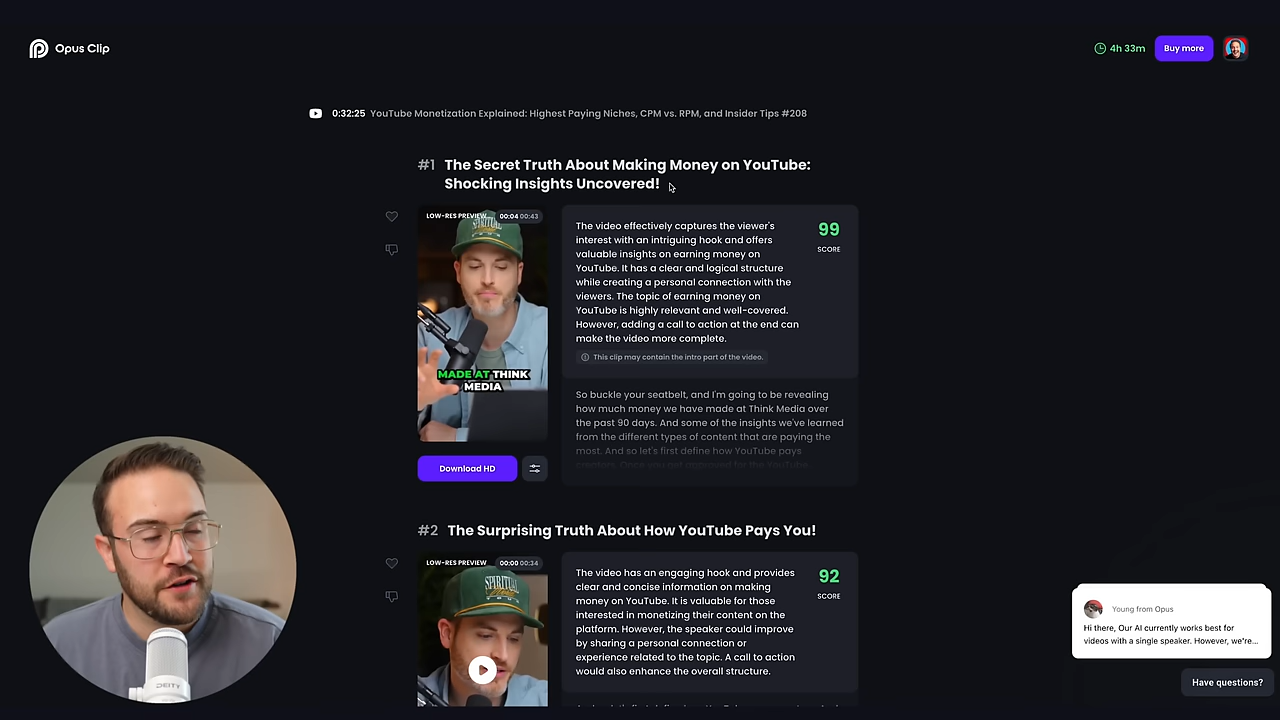 Opus Clip
4h 33m
Buy more
0:32:25 YouTube Monetization Explained: Highest Paying Niches, CPM vs. RPM, and Insider Tips #208
#1 The Secret Truth About Making Money on YouTube:
Shocking Insights Uncovered!
LOW-RES PREVIEW 00:04 00:43
SPIRITUAL
MADE AT THINK
MEDIA
Download HD
The video effectively captures the viewer's
interest with an intriguing hook and offers
valuable insights on earning money on
YouTube. It has a clear and logical structure
while creating a personal connection with the
viewers. The topic of earning money on
YouTube is highly relevant and well-covered.
However, adding a call to action at the end can
make the video more complete.
This clip may contain the intro part of the video.
99
SCORE
So buckle your seatbelt, and I'm going to be revealing
how much money we have made at Think Media over
the past 90 days. And some of the insights we've learned
from the different types of content that are paying the
most. And so let's first define how YouTube pays
creators. Once you get approved for the YouTube
#2 The Surprising Truth About How YouTube Pays You!
LOW-RES PREVIEW 00:00 00:34
SPIRITUAL
The video has an engaging hook and provides
clear and concise information on making
money on YouTube. It is valuable for those
interested in monetizing their content on the
platform. However, the speaker could improve
by sharing a personal connection or
experience related to the topic. A call to action
would also enhance the overall structure.
92
SCORE
DEITY
Young from Opus
Hi there, Our AI currently works best for
videos with a single speaker. However, we're...
Have questions?